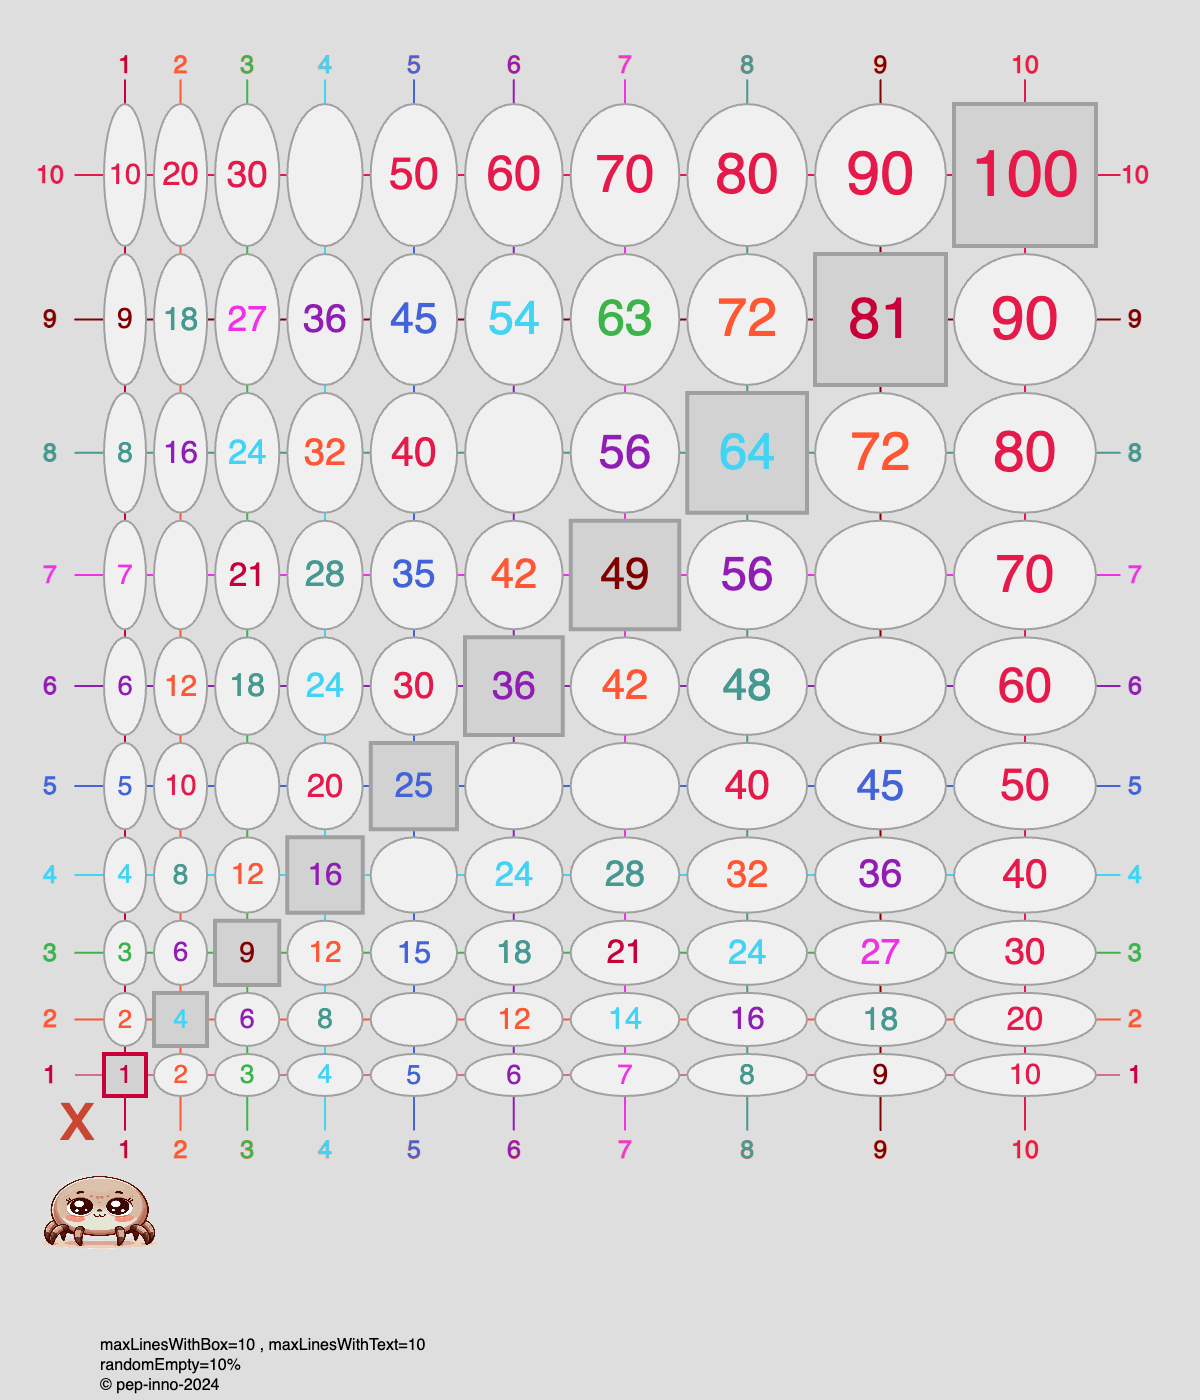 1 2 3 4 5 6 7 8 9 10
10 10 20 30 50 60 70 80 90 100 10
9 9 18 27 36 45 54 63 72 81 90 9
8 8 16 24 32 40 56 64 72 80 8
7 7 21 28 35 42 49 56 70 7
6 6 12 18 24 30 36 42 48 60 6
5 5 10 20 25 40 45 50 5
4 4 8 12 16 24 28 32 36 40 4
3 3 6 9 12 15 18 21 24 27 30 3
2 2 4 6 8 12 14 16 18 20 2
1 1 2 3 4 5 6 7 8 9 10 1
X
1 2 3 4 5 6 7 8 9 10
maxLinesWithBox=10 , maxLinesWithText=10
randomEmpty=10%
© pep-inno-2024